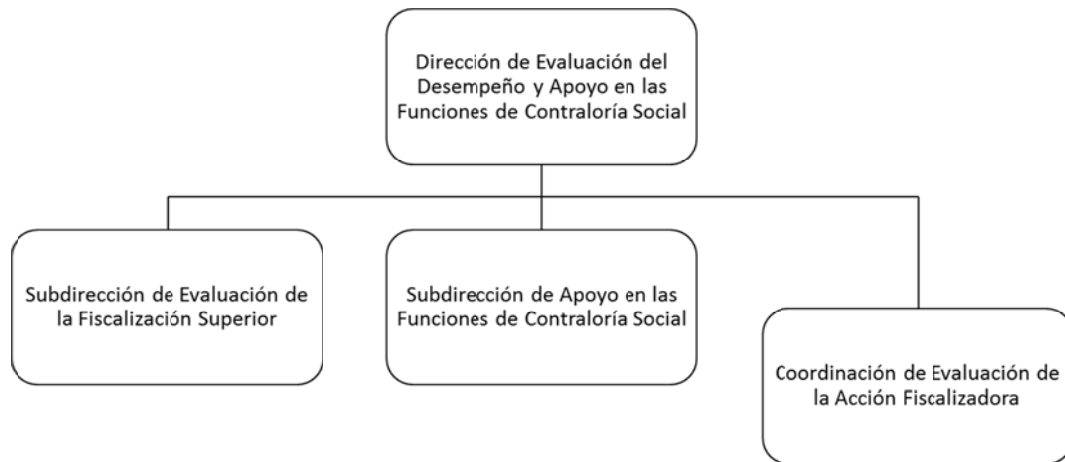 Dirección de Evaluación del
Desempeño y Apoyo en las
Funciones de Contraloría Social
Subdirección de Evaluación de
la Fiscalización Superior
Subdirección de Apoyo en las
Funciones de Contraloría Social
Coordinación de Evaluación de
la Acción Fiscalizadora